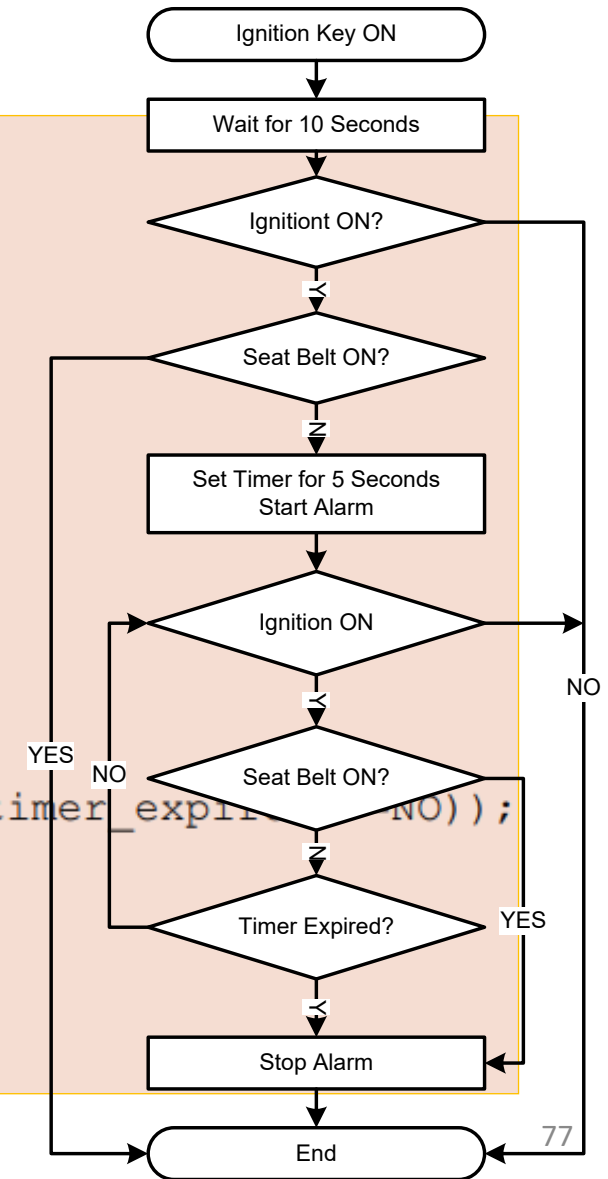 Ignition Key ON
Wait for 10 Seconds
Ignitiont ON?
Y
Seat Belt ON?
N
Set Timer for 5 Seconds
Start Alarm
Ignition ON
NO
Y
YES
NO
Seat Belt ON?
NO));
N
Timer Expired?
YES
Y
Stop Alarm
End
77